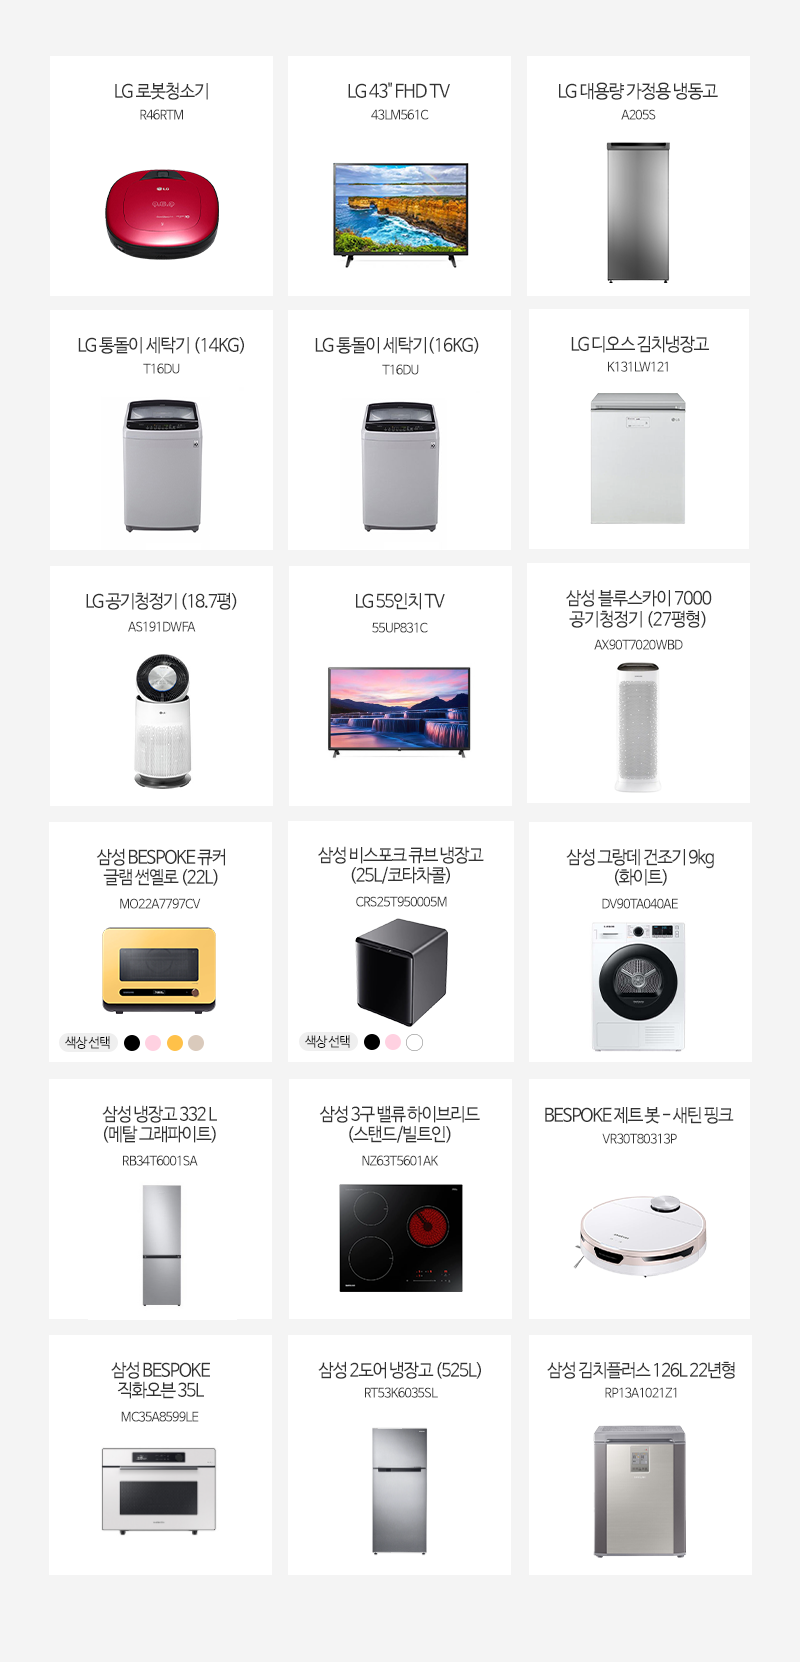 LG 로봇청소기
R46RTM
LG 43" FHD TV
43LM561C
LG 대용량 가정용 냉동고
A205S
LG 통돌이 세탁기 (14KG)
T16DU
LG 통돌이 세탁기 (16KG)
T16DU
LG 디오스 김치냉장고
K131LW121
LG 공기청정기 (18.7평)
AS191DWFA
LG 55인치 TV
55UP831C
삼성 블루스카이 7000
공기청정기 (27평형)
AX90T7020WBD
삼성 BESPOKE 큐커
글램 썬옐로 (22L)
MO22A7797CV
색상 선택
삼성 비스포크 큐브 냉장고
(25L/코타차콜)
CRS25T950005M
색상 선택
삼성 그랑데 건조기 9kg
(화이트)
DV90TA040AE
삼성 냉장고 332 L
(메탈 그래파이트)
RB34T6001SA
삼성 3구 밸류 하이브리드
(스탠드/빌트인)
NZ63T5601AK
BESPOKE 제트 봇 – 새틴 핑크
VR30T80313P
삼성 BESPOKE
직화오븐 35L
MC35A8599LE
삼성 2도어 냉장고 (525L)
RT53K6035SL
삼성 김치플러스 126L 22년형
RP13A1021Z1